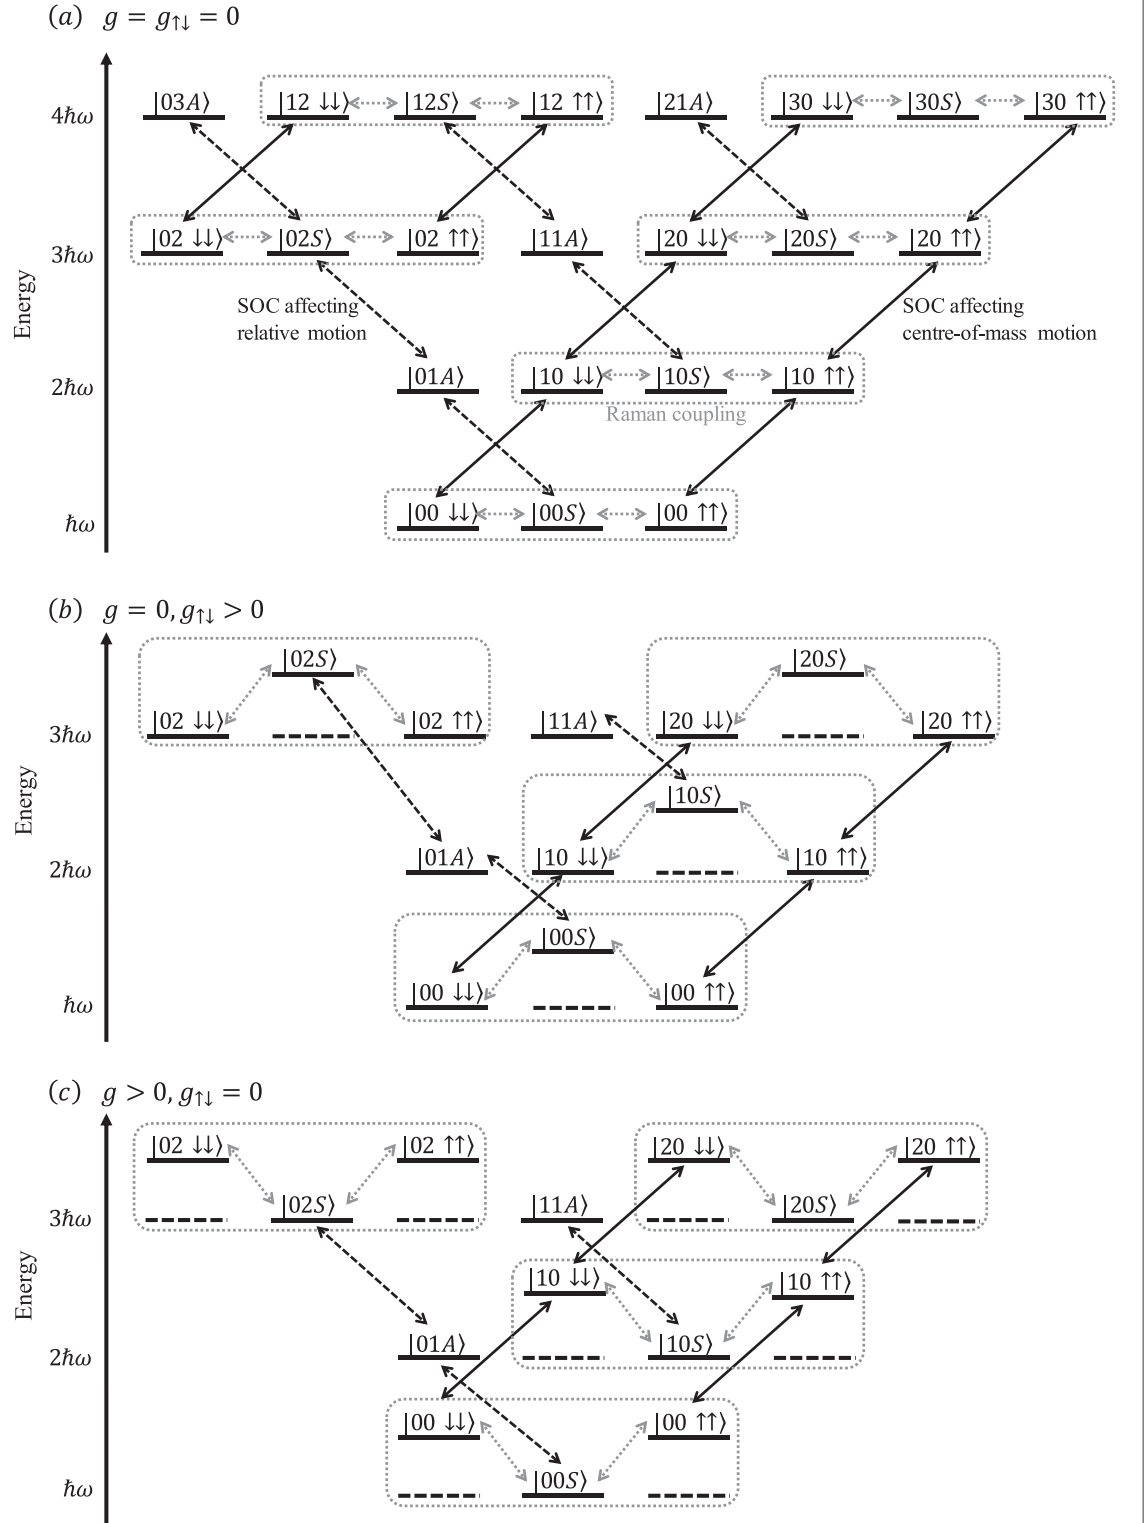 (a) g = g↑↓ = 0
|03A⟩ |12 ↓↓⟩ |12S⟩ |12 ↑↑⟩ |21A⟩ |30 ↓↓⟩ |30S⟩ |30 ↑↑⟩
4ħω
|02 ↓↓⟩ |02S⟩ |02 ↑↑⟩ |11A⟩ |20 ↓↓⟩ |20S⟩ |20 ↑↑⟩
3ħω
Energy
SOC affecting
relative motion
SOC affecting
centre-of-mass motion
|01A⟩ |10 ↓↓⟩ |10S⟩ |10 ↑↑⟩
2ħω
Raman coupling
|00 ↓↓⟩ |00S⟩ |00 ↑↑⟩
ħω
(b) g = 0, g↑↓ > 0
|02S⟩ |20S⟩
|02 ↓↓⟩ |02 ↑↑⟩ |11A⟩ |20 ↓↓⟩ |20 ↑↑⟩
3ħω
Energy
|10S⟩
|01A⟩ |10 ↓↓⟩ |10 ↑↑⟩
2ħω
|00S⟩
|00 ↓↓⟩ |00 ↑↑⟩
ħω
(c) g > 0, g↑↓ = 0
|02 ↓↓⟩ |02 ↑↑⟩ |20 ↓↓⟩ |20 ↑↑⟩
|02S⟩ |11A⟩ |20S⟩
3ħω
Energy
|10 ↓↓⟩ |10 ↑↑⟩
|01A⟩ |10S⟩
2ħω
|00 ↓↓⟩ |00 ↑↑⟩
|00S⟩
ħω